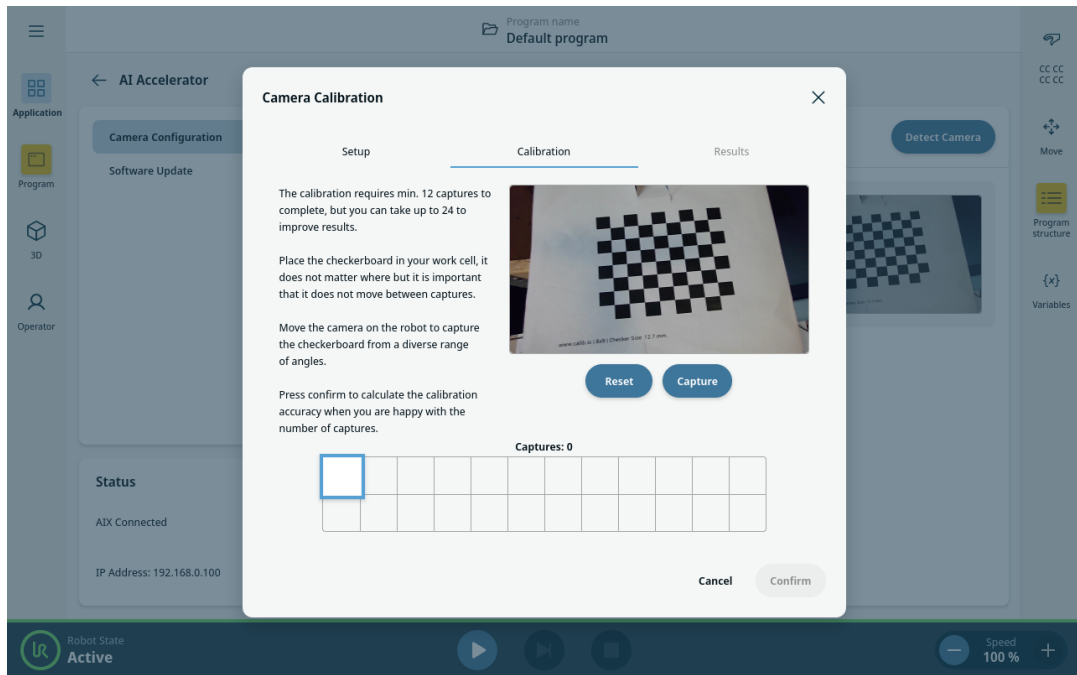 Program name
Default program
AI Accelerator
Application
Program
3D
Operator
Camera Configuration
Software Update
Detect Camera
Move
Program
structure
{x}
Variables
CC CC
CC CC
Camera Calibration
Setup
Calibration
Results
The calibration requires min. 12 captures to
complete, but you can take up to 24 to
improve results.
Place the checkerboard in your work cell, it
does not matter where but it is important
that it does not move between captures.
Move the camera on the robot to capture
the checkerboard from a diverse range
of angles.
Press confirm to calculate the calibration
accuracy when you are happy with the
number of captures.
Checker Size 12.7 mm.
Reset
Capture
Captures: 0
Cancel
Confirm
Status
AIX Connected
IP Address: 192.168.0.100
UR
Robot State
Active
Speed
100 %